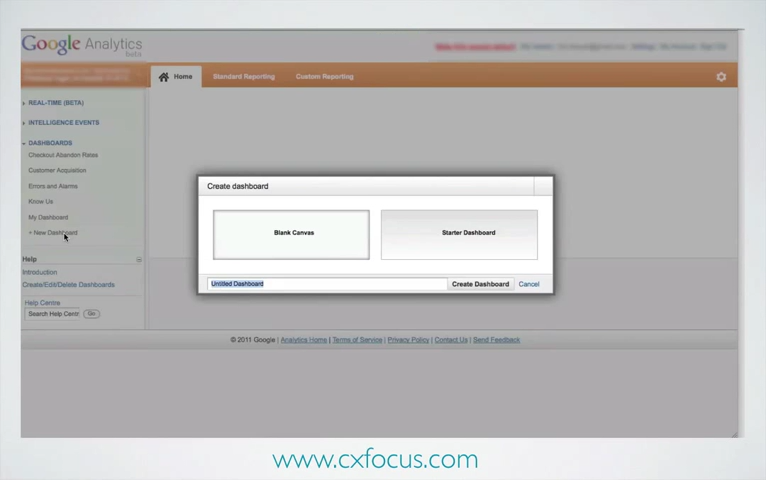 Google Analytics
beta
Home
Standard Reporting
Custom Reporting
REAL-TIME (BETA)
INTELLIGENCE EVENTS
DASHBOARDS
Checkout Abandon Rates
Customer Acquisition
Errors and Alarms
Know Us
My Dashboard
+ New Dashboard
Help
Introduction
Create/Edit/Delete Dashboards
Help Centre
Search Help Centr
Go
Create dashboard
Blank Canvas
Starter Dashboard
Untitled Dashboard
Create Dashboard
Cancel
© 2011 Google | Analytics Home | Terms of Service | Privacy Policy | Contact Us | Send Feedback
www.cxfocus.com